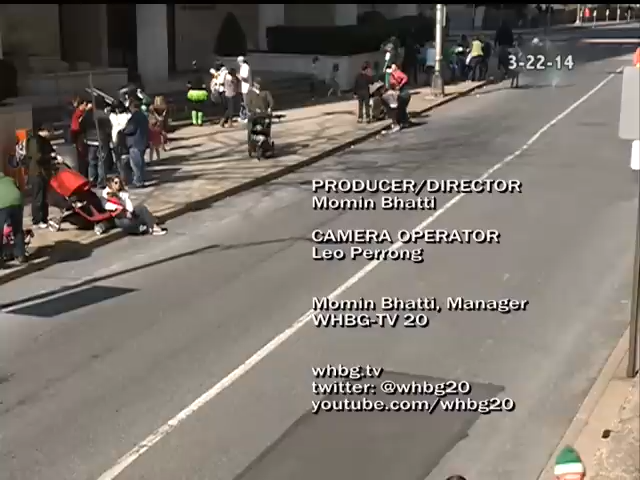 3-22-14
PRODUCER/DIRECTOR
Momin Bhatti
CAMERA OPERATOR
Leo Perrong
Momin Bhatti, Manager
WHBG-TV 20
whbg.tv
twitter: @whbg20
youtube.com/whbg20